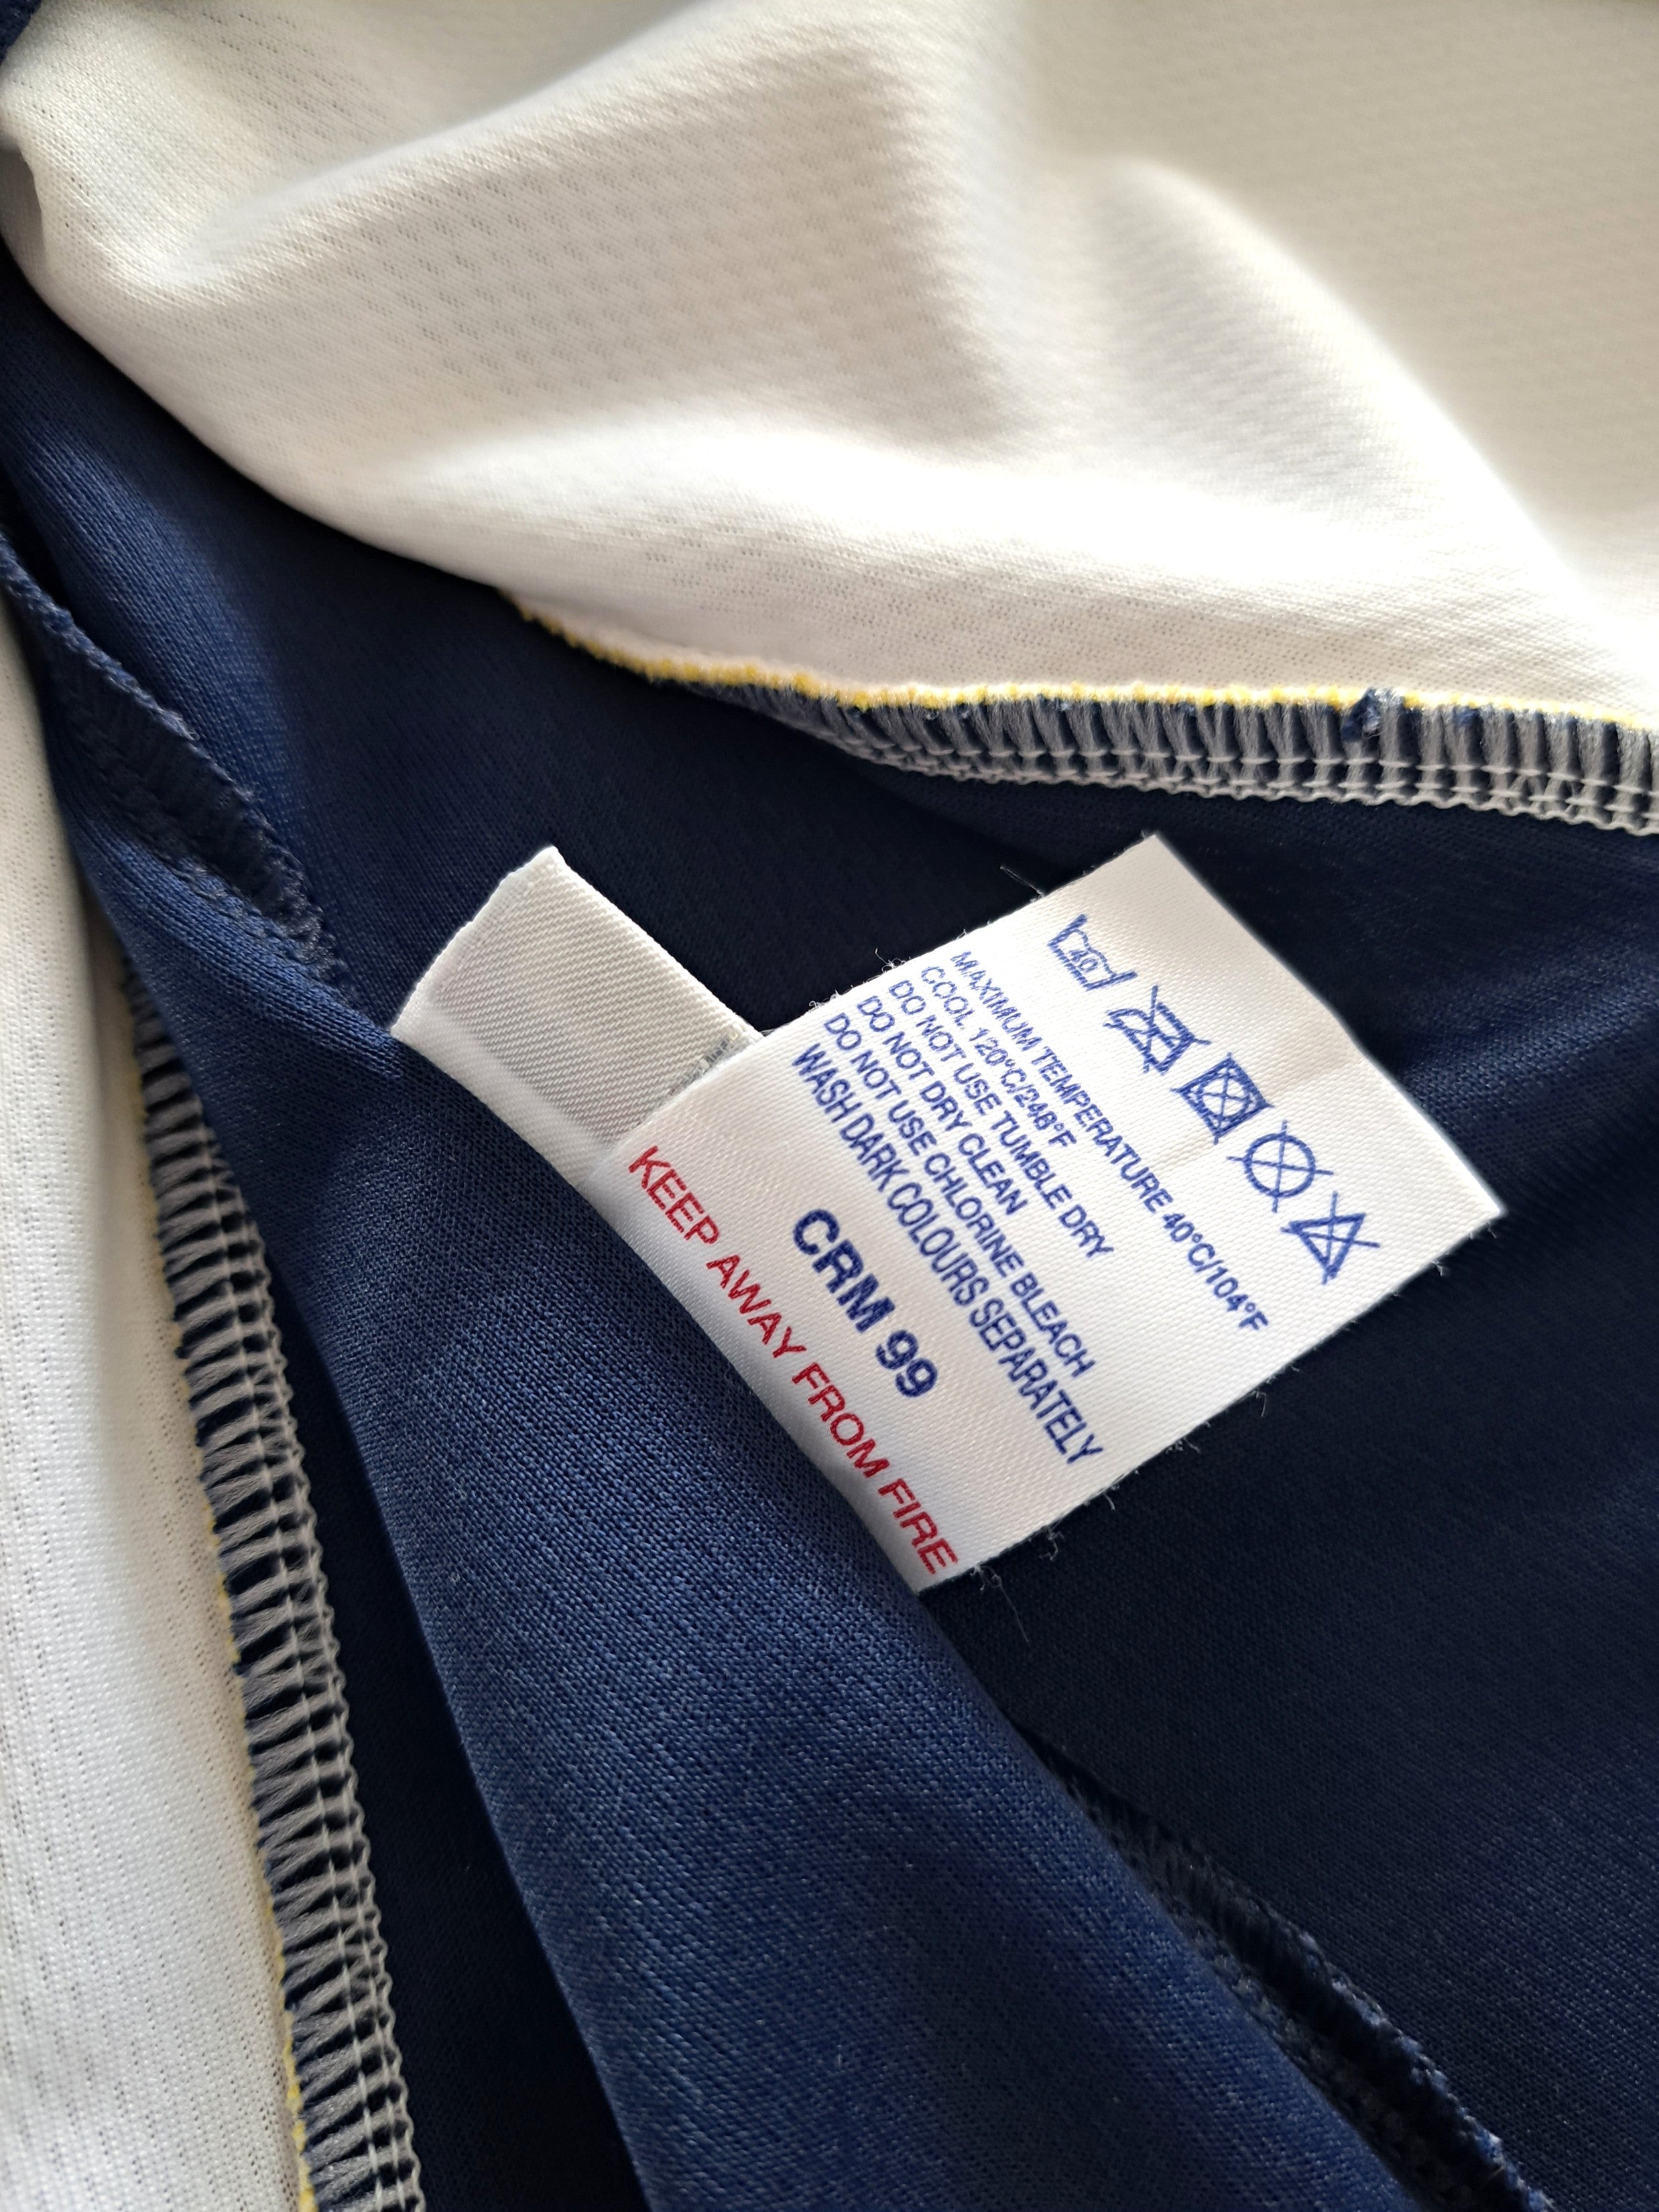 40
MAXIMUM TEMPERATURE 40°C/104°F
COOL 120°C/248°F
DO NOT USE TUMBLE DRY
DO NOT DRY CLEAN
DO NOT USE CHLORINE BLEACH
WASH DARK COLOURS SEPARATELY
CRM 99
KEEP AWAY FROM FIRE